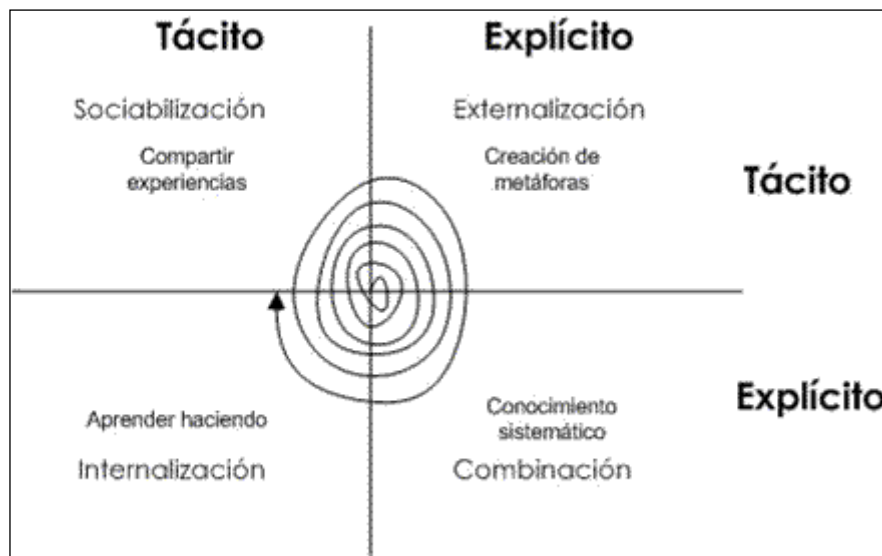 Tácito Explícito
Sociabilización Externalización
Compartir
experiencias
Creación de
metáforas
Tácito
Explícito
Aprender haciendo
Conocimiento
sistemático
Internalización Combinación